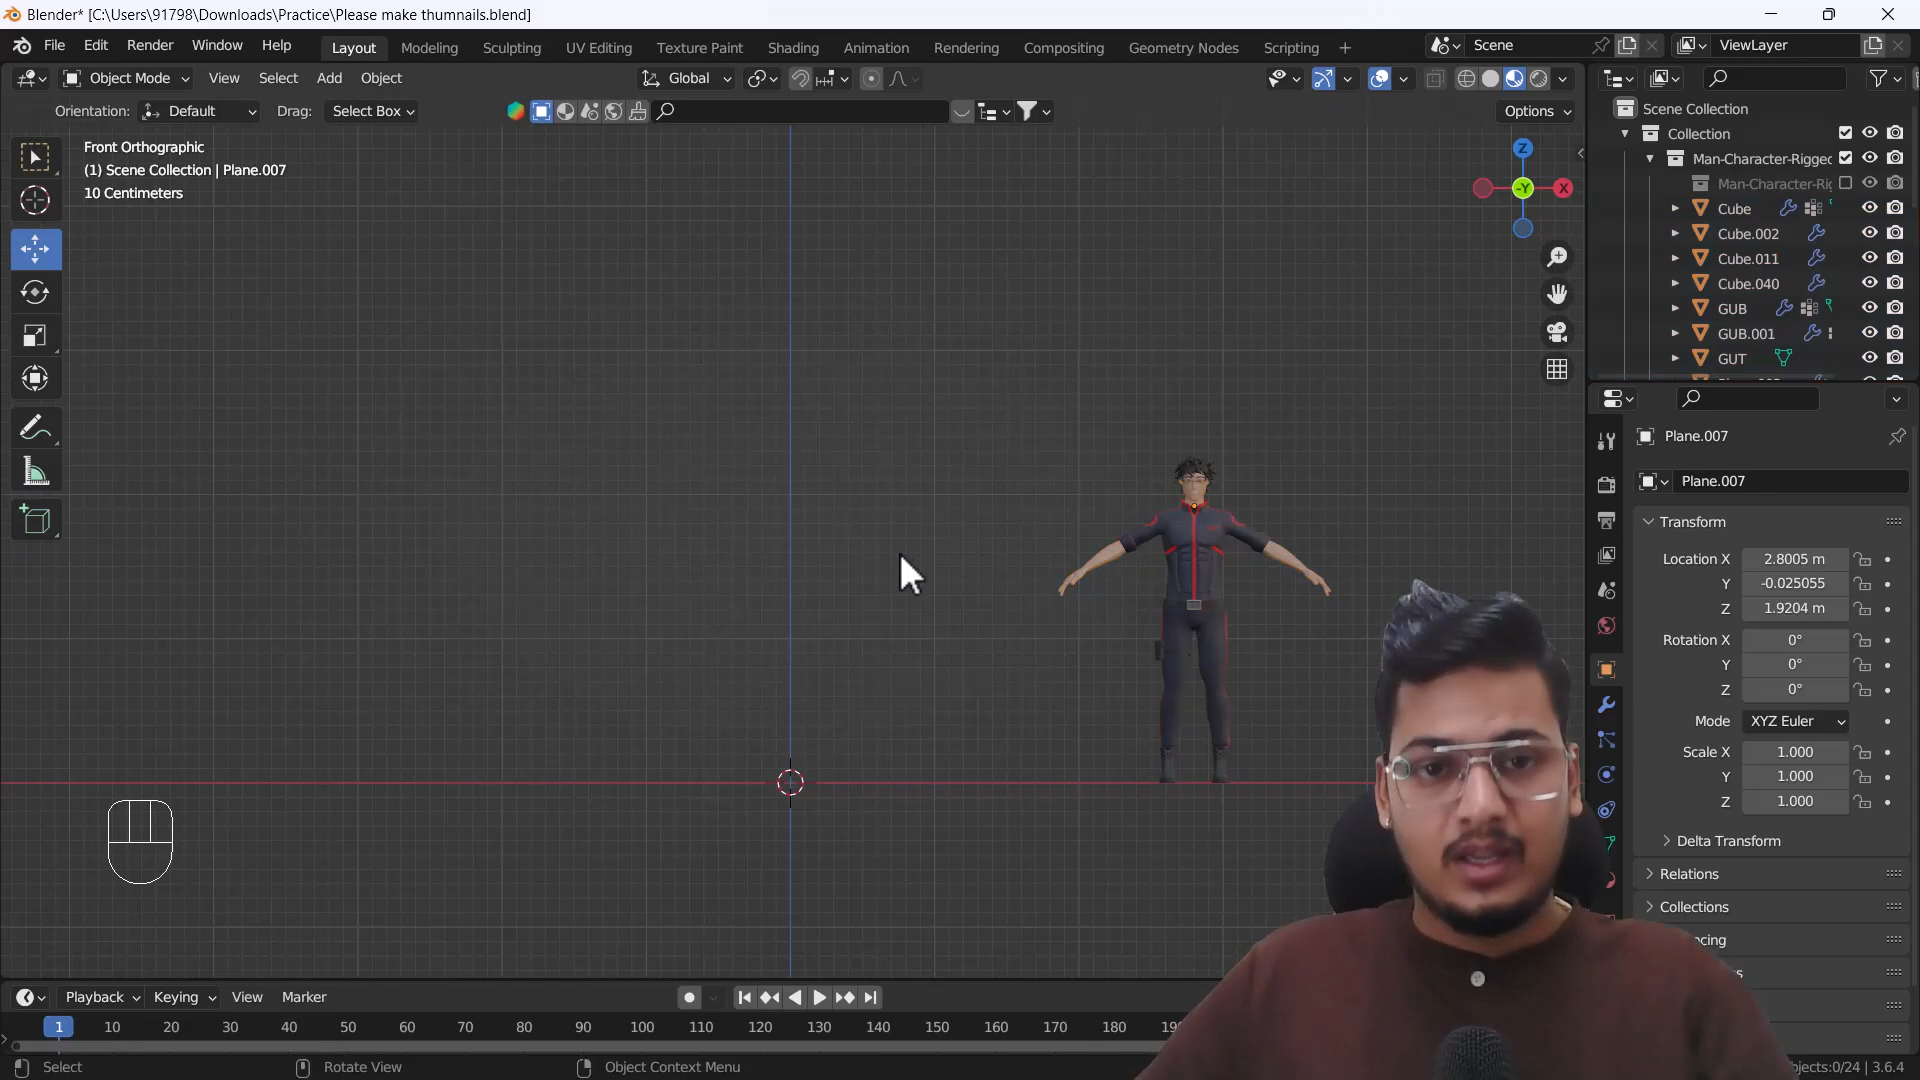 Blender* [C:\Users\91798\Downloads\Practice\Please make thumnails.blend]
File Edit Render Window Help Layout Modeling Sculpting UV Editing Texture Paint Shading Animation Rendering Compositing Geometry Nodes Scripting Scene ViewLayer
Object Mode View Select Add Object Global
Orientation: Default Drag: Select Box Options
Front Orthographic
(1) Scene Collection | Plane.007
10 Centimeters
Z
-Y
X
Scene Collection
Collection
Man-Character-Rigged
Man-Character-Rig
Cube
Cube.002
Cube.011
Cube.040
GUB
GUB.001
GUT
Plane.007
Plane.007
Transform
Location X 2.8005 m
Y -0.025055
Z 1.9204 m
Rotation X 0°
Y 0°
Z 0°
Mode XYZ Euler
Scale X 1.000
Y 1.000
Z 1.000
Delta Transform
Relations
Collections
Playback Keying View Marker
1 10 20 30 40 50 60 70 80 90 100 110 120 130 140 150 160 170 180
Select Rotate View Object Context Menu
bjects:0/24 | 3.6.4